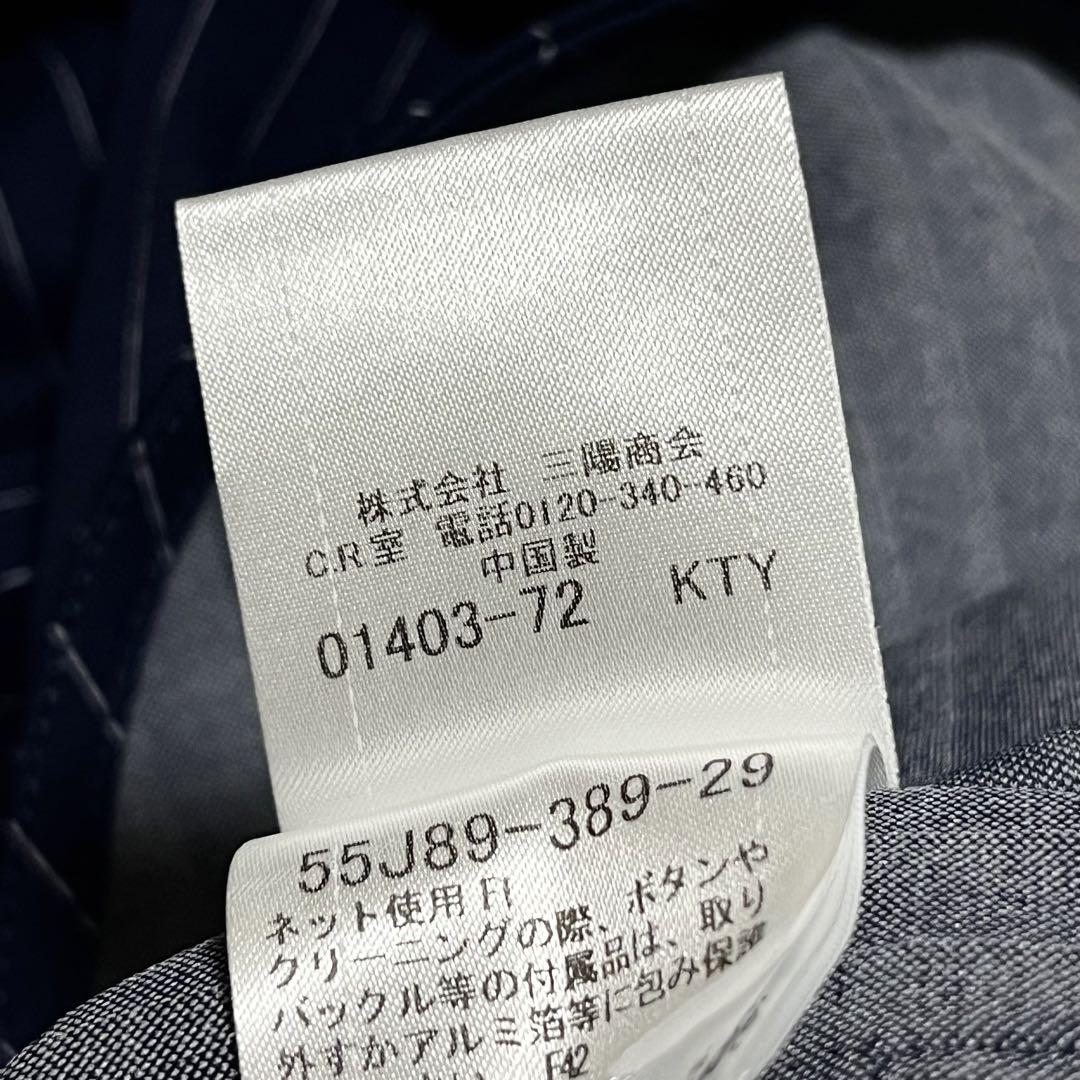 株式会社 三陽商会
C.R室 電話0120-340-460
中国製
01403-72 KTY
55J89-389-29
ネット使用
クリーニングの際、ボタンや
バックル等の付属品は、取り
外すかアルミ箔等に包み保護
F42